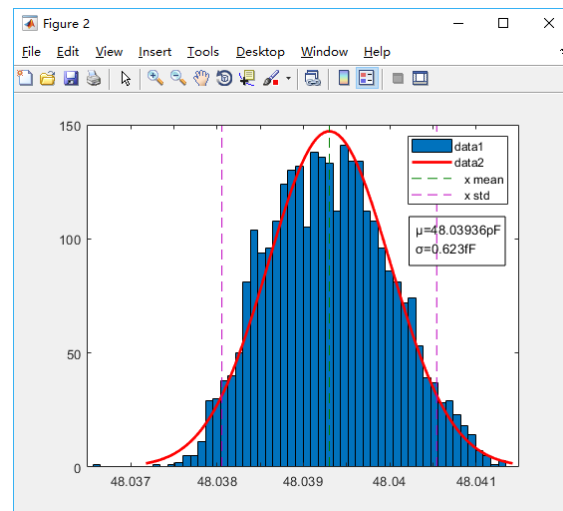 Figure 2
File Edit View Insert Tools Desktop Window Help
150
100
50
0
48.037 48.038 48.039 48.04 48.041
data1
data2
x mean
x std
μ=48.03936pF
σ=0.623fF